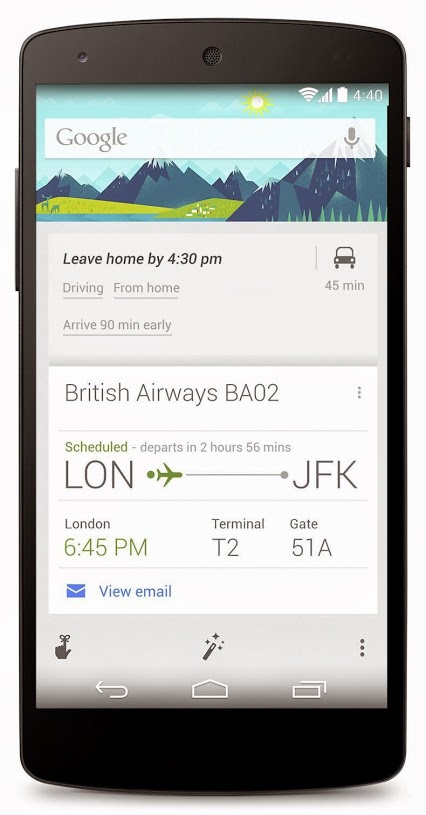 4:40
Google
Leave home by 4:30 pm
Driving From home
45 min
Arrive 90 min early
British Airways BA02
Scheduled - departs in 2 hours 56 mins
LON JFK
London Terminal Gate
6:45 PM T2 51A
View email